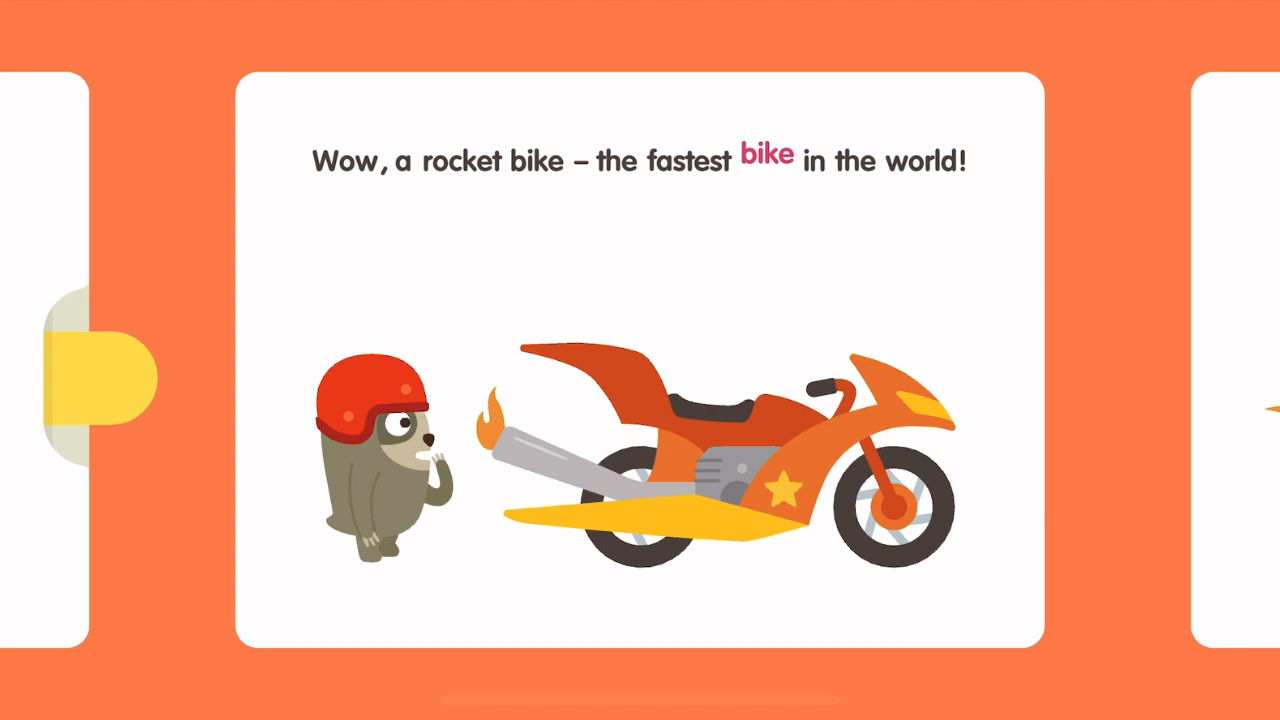 Wow, a rocket bike – the fastest bike in the world!